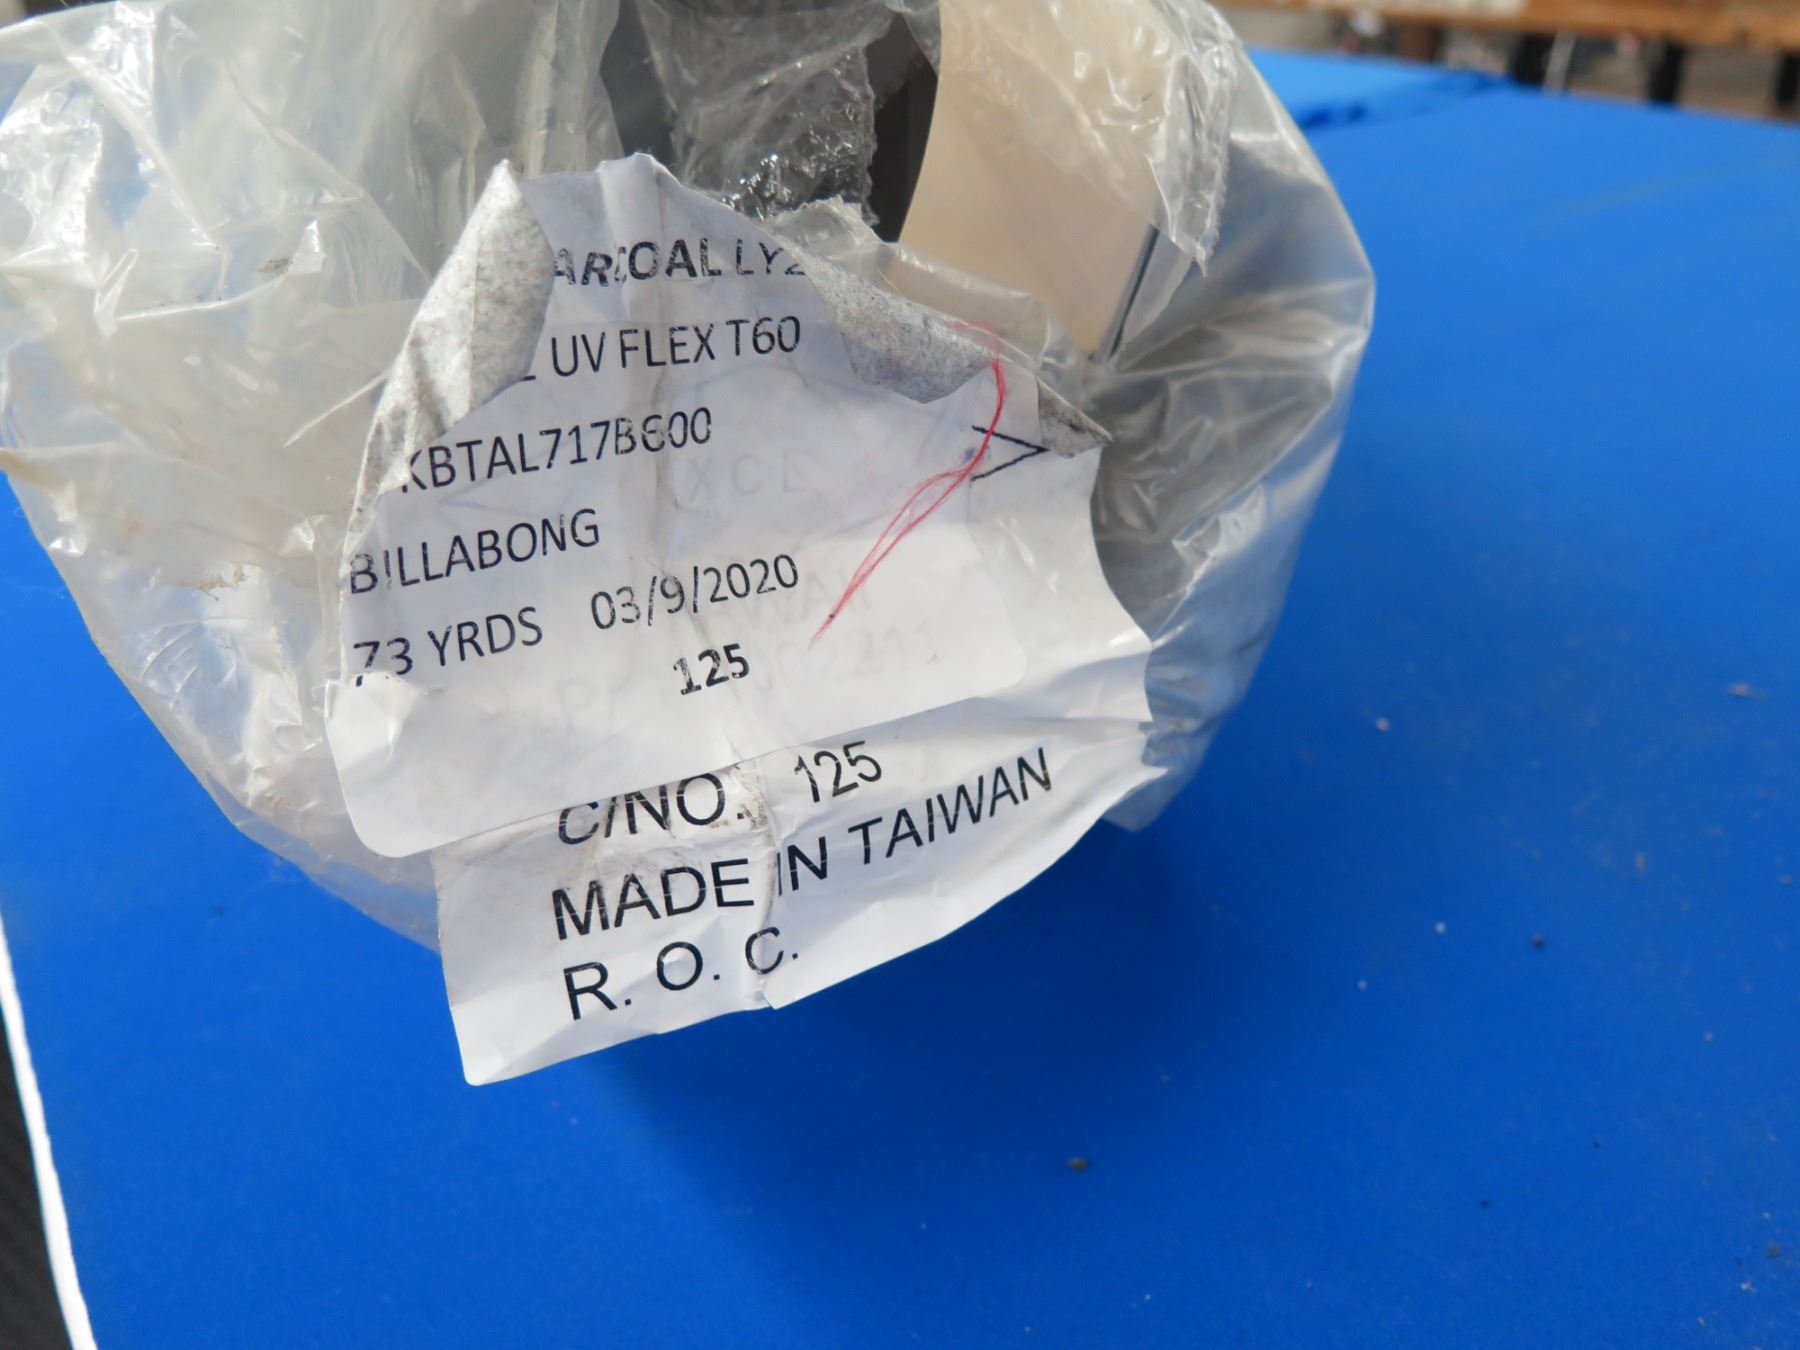 ARCOAL LY
UV FLEX T60
KBTAL717B600
BILLABONG
73 YRDS 03/9/2020
125
C/NO. 125
MADE IN TAIWAN
R. O. C.